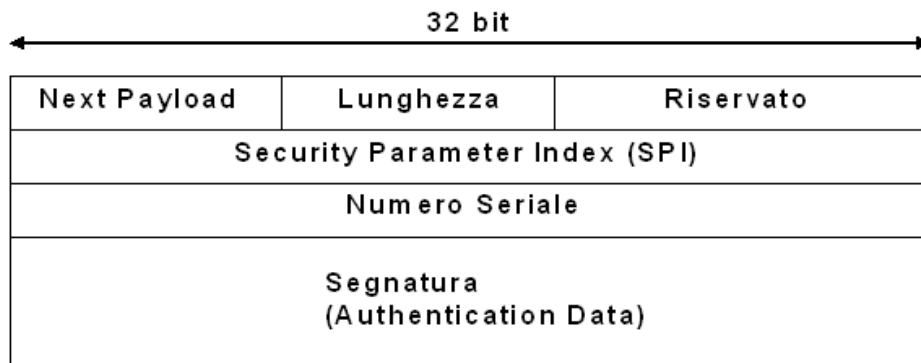 32 bit
Next Payload Lunghezza Riservato
Security Parameter Index (SPI)
Numero Seriale
Segnatura
(Authentication Data)